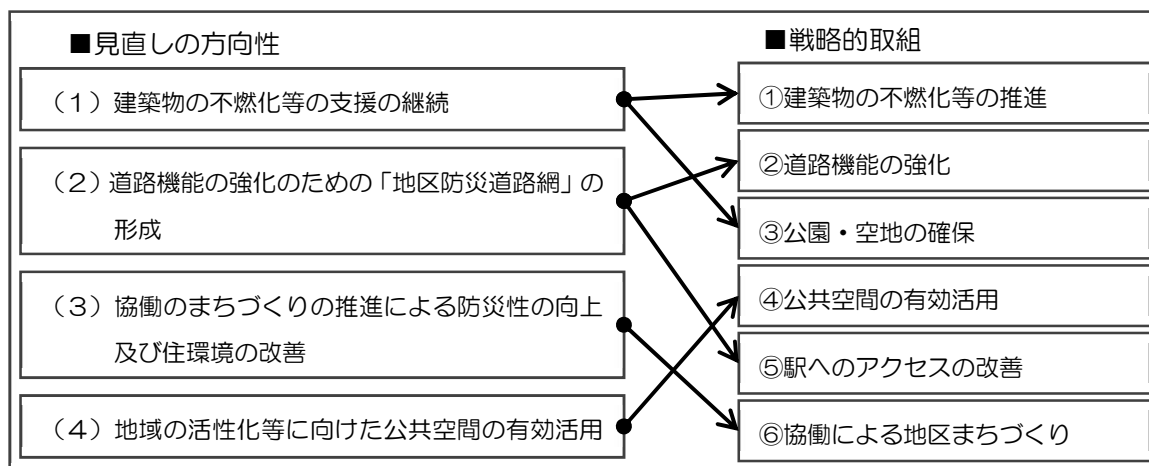 ■見直しの方向性
（１）建築物の不燃化等の支援の継続
（２）道路機能の強化のための「地区防災道路網」の
形成
（３）協働のまちづくりの推進による防災性の向上
及び住環境の改善
（４）地域の活性化等に向けた公共空間の有効活用
■戦略的取組
①建築物の不燃化等の推進
②道路機能の強化
③公園・空地の確保
④公共空間の有効活用
⑤駅へのアクセスの改善
⑥協働による地区まちづくり